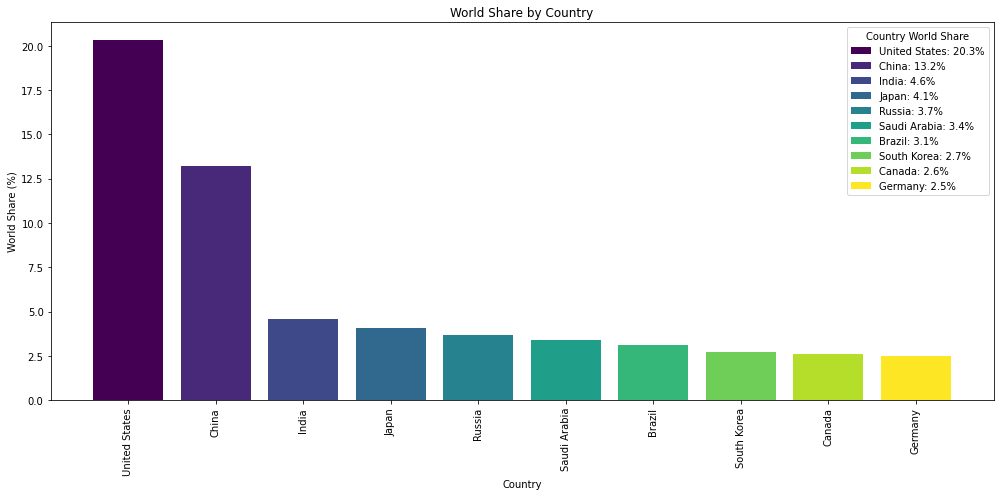 World Share by Country
World Share (%)
20.0
17.5
15.0
12.5
10.0
7.5
5.0
2.5
0.0
Country World Share
United States: 20.3%
China: 13.2%
India: 4.6%
Japan: 4.1%
Russia: 3.7%
Saudi Arabia: 3.4%
Brazil: 3.1%
South Korea: 2.7%
Canada: 2.6%
Germany: 2.5%
United States
China
India
Japan
Russia
Saudi Arabia
Brazil
South Korea
Canada
Germany
Country